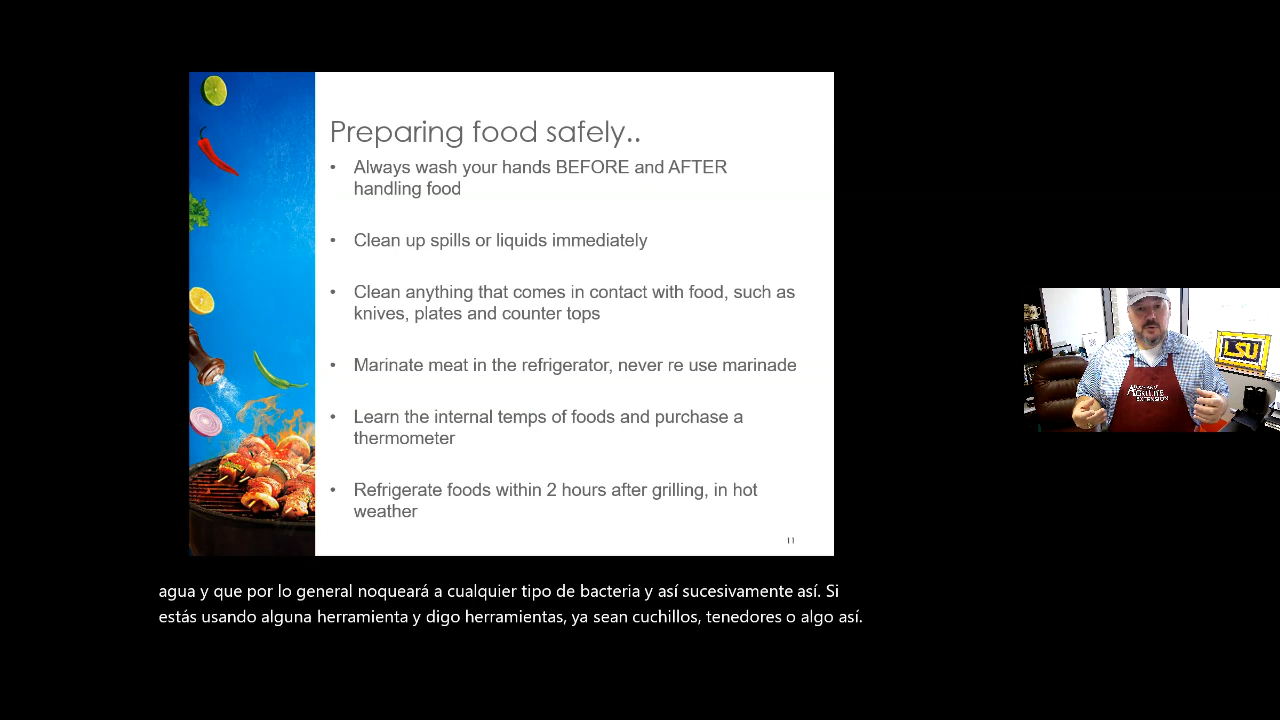 Preparing food safely..
• Always wash your hands BEFORE and AFTER
handling food
• Clean up spills or liquids immediately
• Clean anything that comes in contact with food, such as
knives, plates and counter tops
• Marinate meat in the refrigerator, never re use marinade
• Learn the internal temps of foods and purchase a
thermometer
• Refrigerate foods within 2 hours after grilling, in hot
weather
11
LSU
AGRILIFE
EXTENSION
agua y que por lo general noqueará a cualquier tipo de bacteria y así sucesivamente así. Si
estás usando alguna herramienta y digo herramientas, ya sean cuchillos, tenedores o algo así.